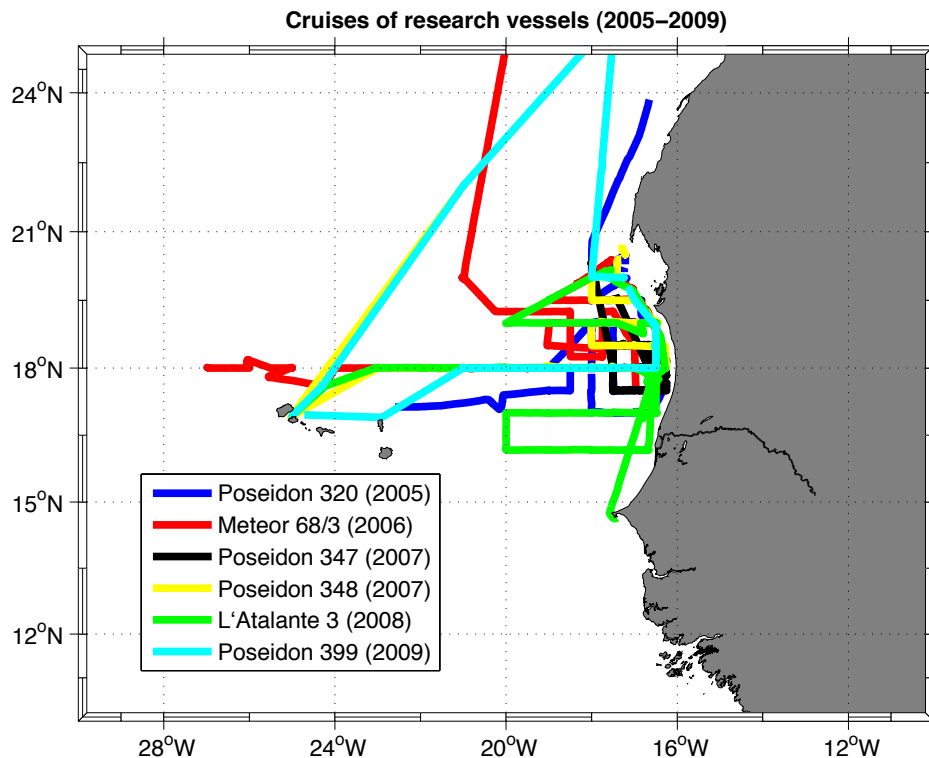 Cruises of research vessels (2005−2009)
24°N
21°N
18°N
15°N
12°N
Poseidon 320 (2005)
Meteor 68/3 (2006)
Poseidon 347 (2007)
Poseidon 348 (2007)
L‘Atalante 3 (2008)
Poseidon 399 (2009)
28°W
24°W
20°W
16°W
12°W